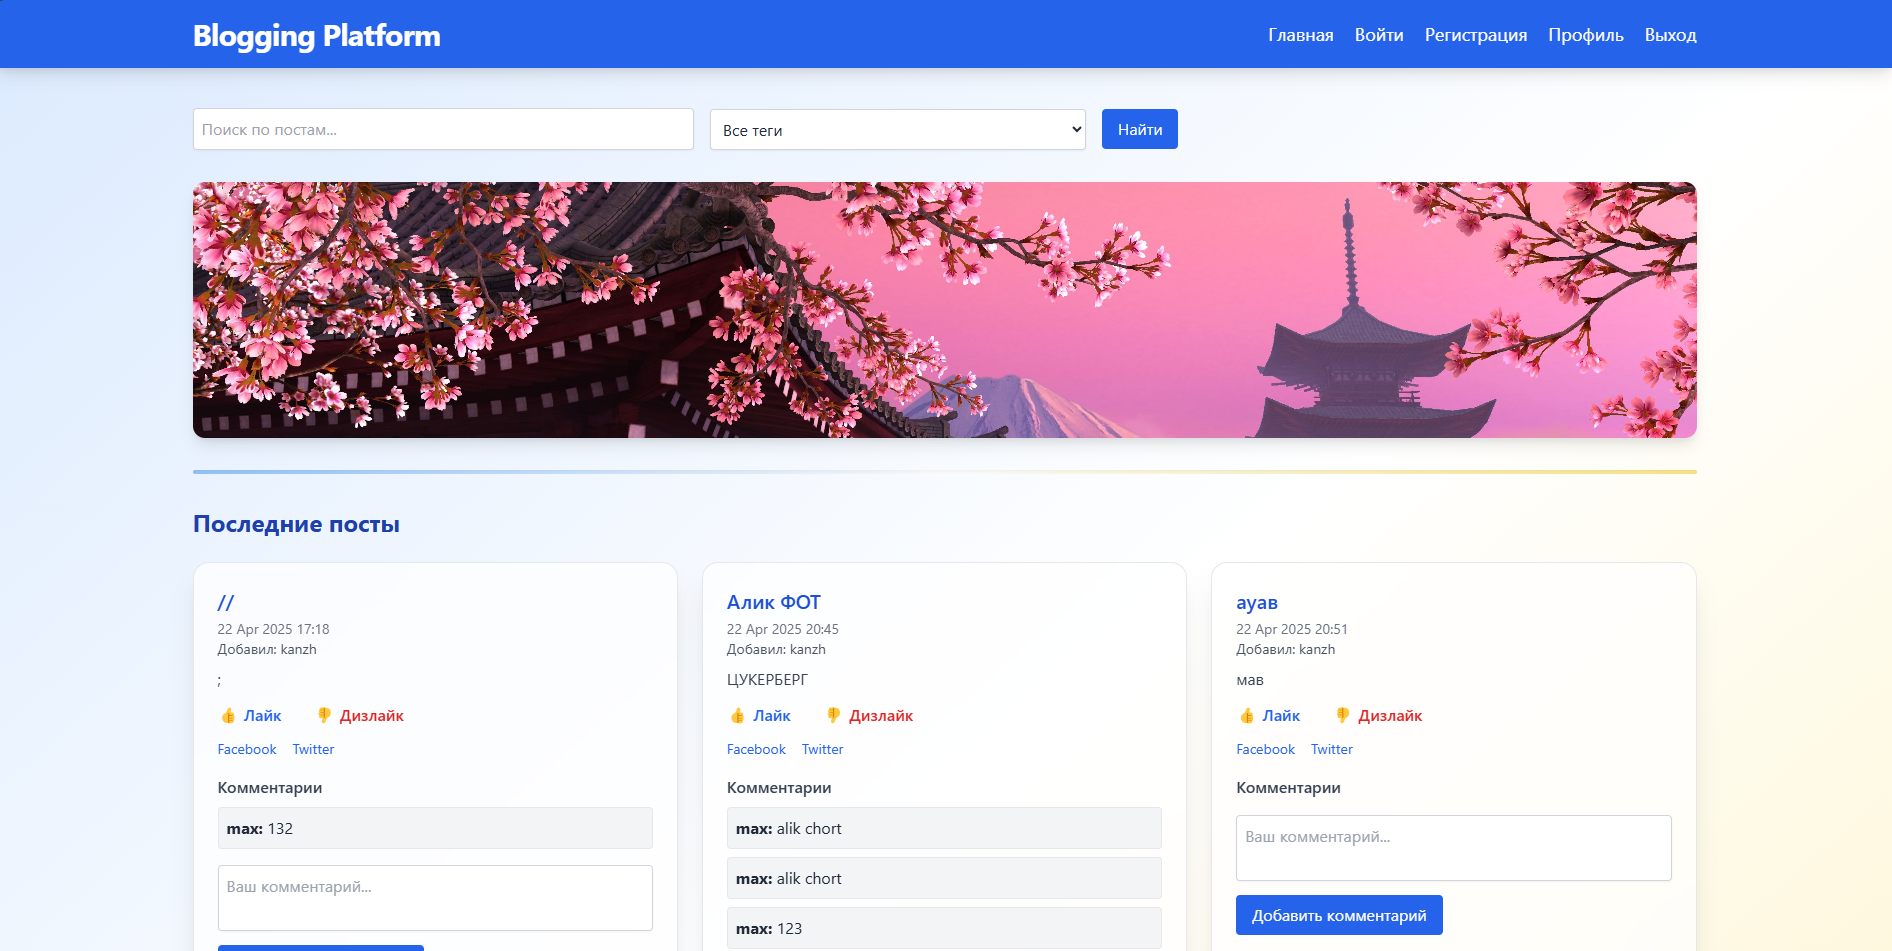 Blogging Platform
Главная Войти Регистрация Профиль Выход
Поиск по постам...
Все теги
Найти
Последние посты
//
22 Apr 2025 17:18
Добавил: kanzh
;
👍 Лайк 👎 Дизлайк
Facebook Twitter
Комментарии
max: 132
Ваш комментарий...
Алик ФОТ
22 Apr 2025 20:45
Добавил: kanzh
ЦУКЕРБЕРГ
👍 Лайк 👎 Дизлайк
Facebook Twitter
Комментарии
max: alik chort
max: alik chort
max: 123
ауав
22 Apr 2025 20:51
Добавил: kanzh
мав
👍 Лайк 👎 Дизлайк
Facebook Twitter
Комментарии
Ваш комментарий...
Добавить комментарий